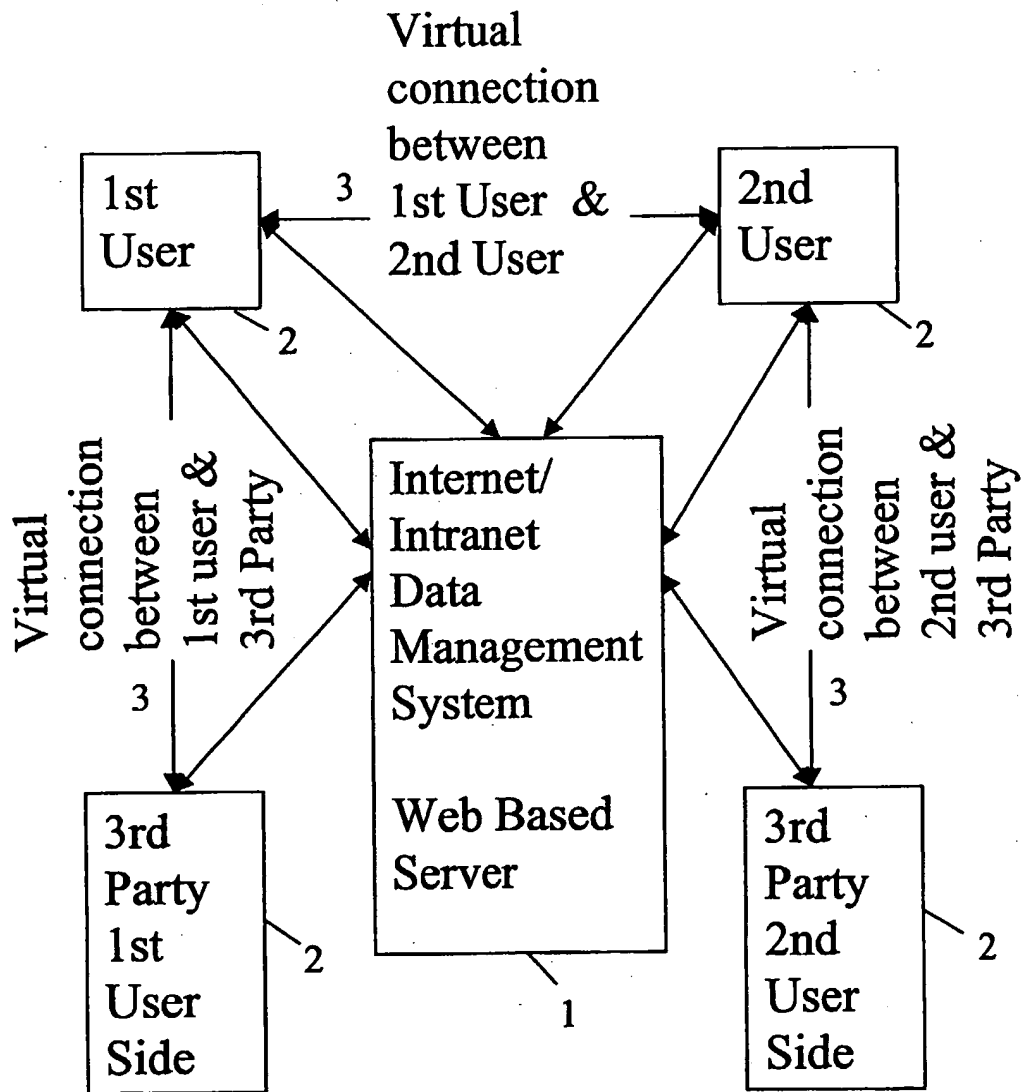 Virtual
connection
between
1st User &
2nd User
3
1st
User
2
2nd
User
2
Virtual
connection
between
1st user &
3rd Party
3
Internet/
Intranet
Data
Management
System
Web Based
Server
1
Virtual
connection
between
2nd user &
3rd Party
3
3rd
Party
1st
User
Side
2
3rd
Party
2nd
User
Side
2